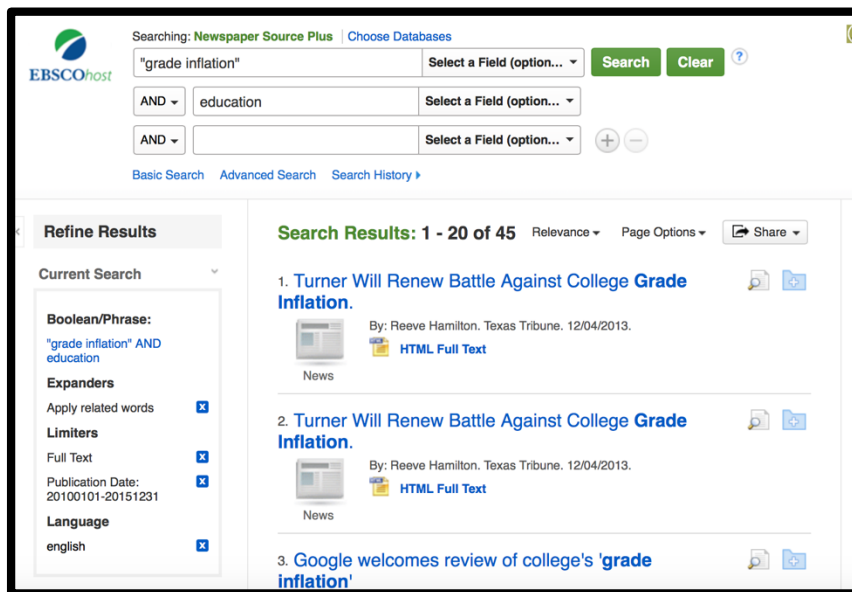 Searching: Newspaper Source Plus Choose Databases
EBSCOhost
"grade inflation" Select a Field (option... Search Clear ?
AND education Select a Field (option...
AND Select a Field (option...
Basic Search Advanced Search Search History
Refine Results
Current Search
Boolean/Phrase:
"grade inflation" AND
education
Expanders
Apply related words
Limiters
Full Text
Publication Date:
20100101-20151231
Language
english
Search Results: 1 - 20 of 45 Relevance Page Options Share
1. Turner Will Renew Battle Against College Grade
Inflation.
By: Reeve Hamilton. Texas Tribune. 12/04/2013.
HTML Full Text
News
2. Turner Will Renew Battle Against College Grade
Inflation.
By: Reeve Hamilton. Texas Tribune. 12/04/2013.
HTML Full Text
News
3. Google welcomes review of college's 'grade
inflation'